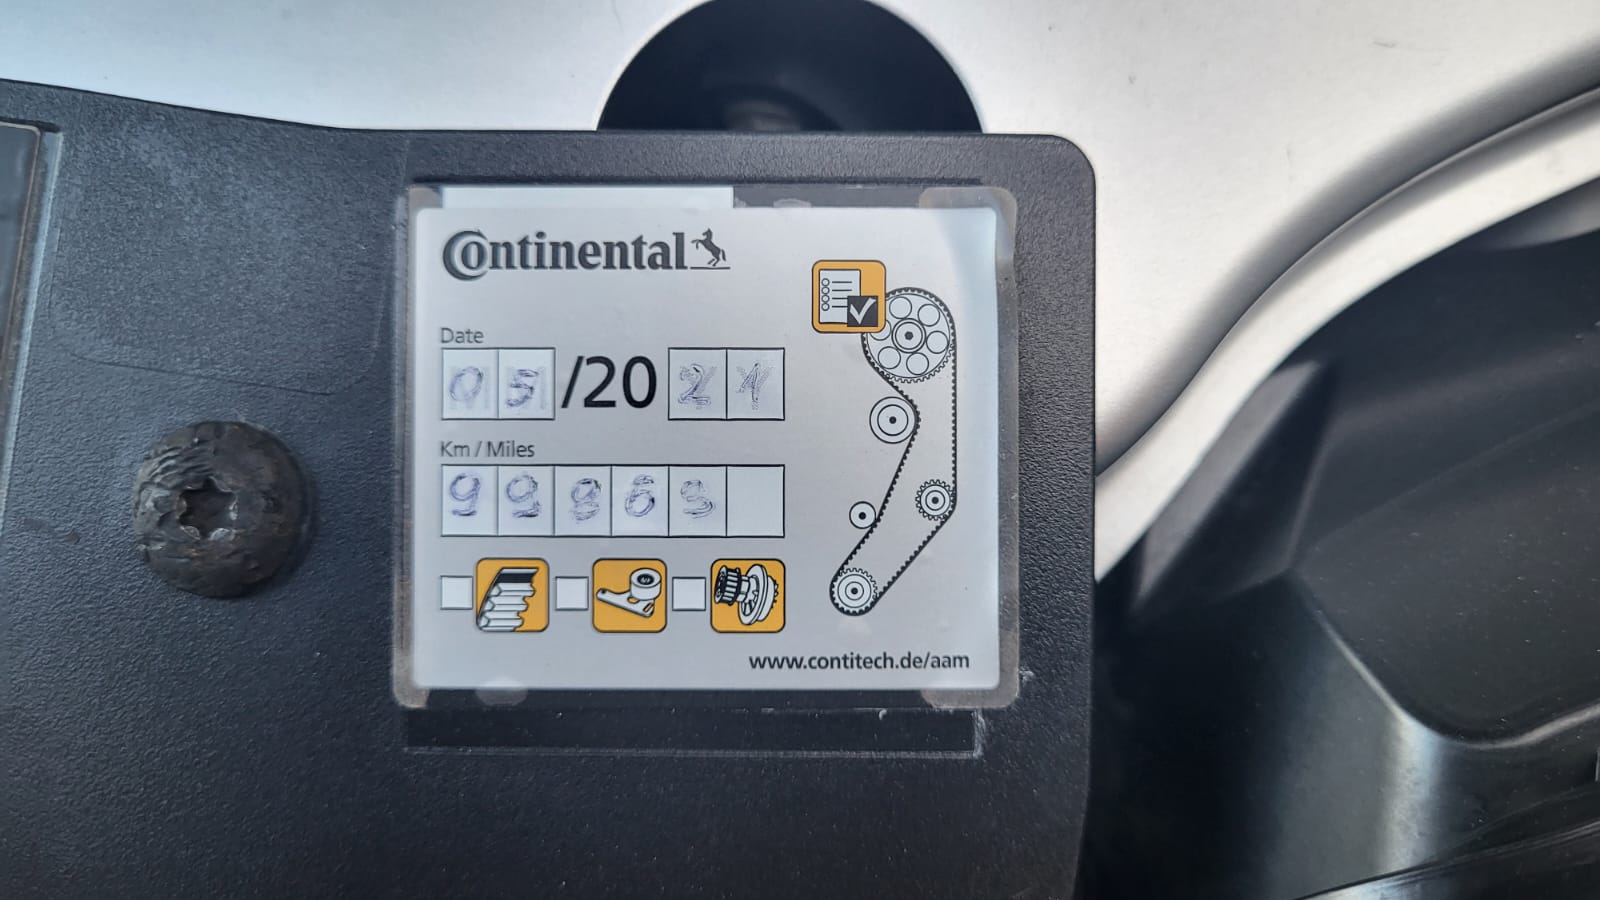 Continental
Date
05/2021
Km / Miles
99863
www.contitech.de/aam